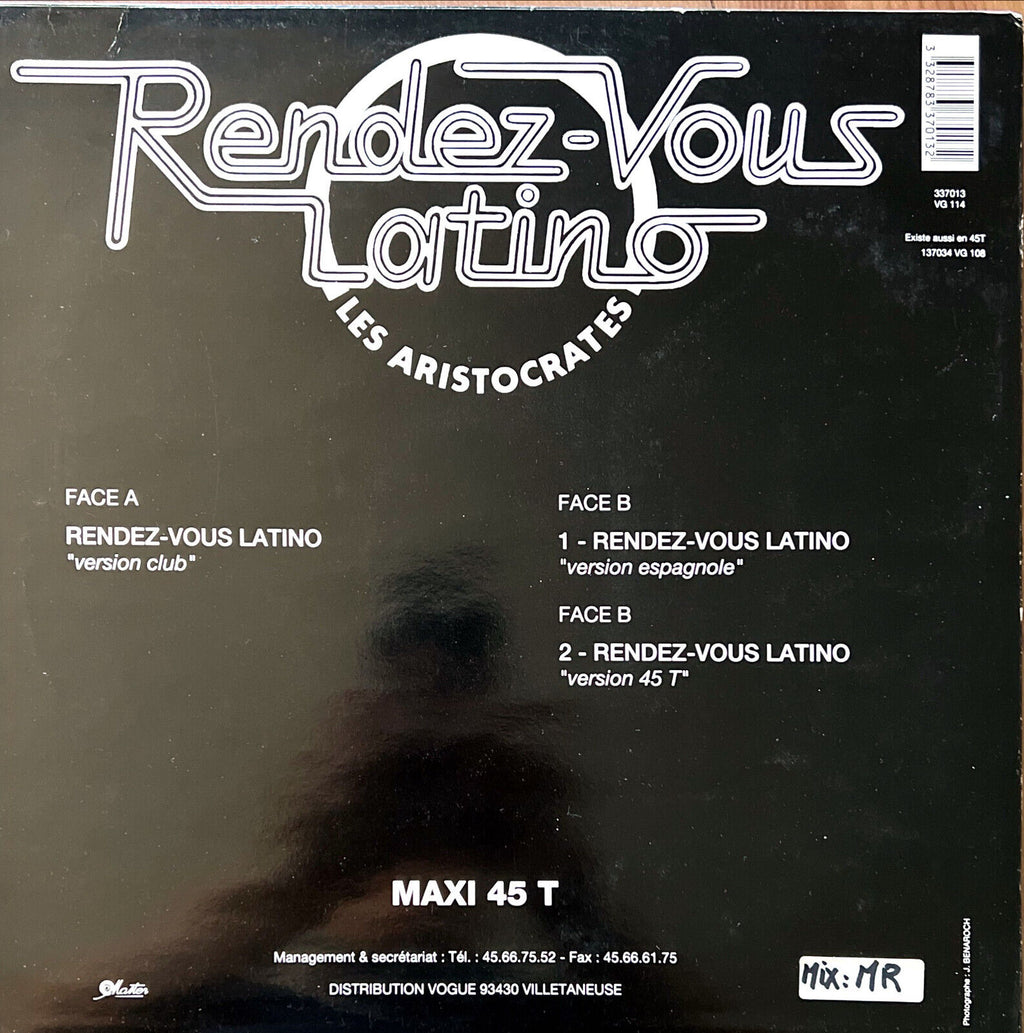 Rendez-Vous
Latino
LES ARISTOCRATES
3 328783 370132
337013
VG 114
Existe aussi en 45T
137034 VG 108
FACE A
RENDEZ-VOUS LATINO
"version club"
FACE B
1 - RENDEZ-VOUS LATINO
"version espagnole"
FACE B
2 - RENDEZ-VOUS LATINO
"version 45 T"
MAXI 45 T
Management & secrétariat : Tél. : 45.66.75.52 - Fax : 45.66.61.75
DISTRIBUTION VOGUE 93430 VILLETANEUSE
Master
Mix: MR
Photographe : J. BENAROCH